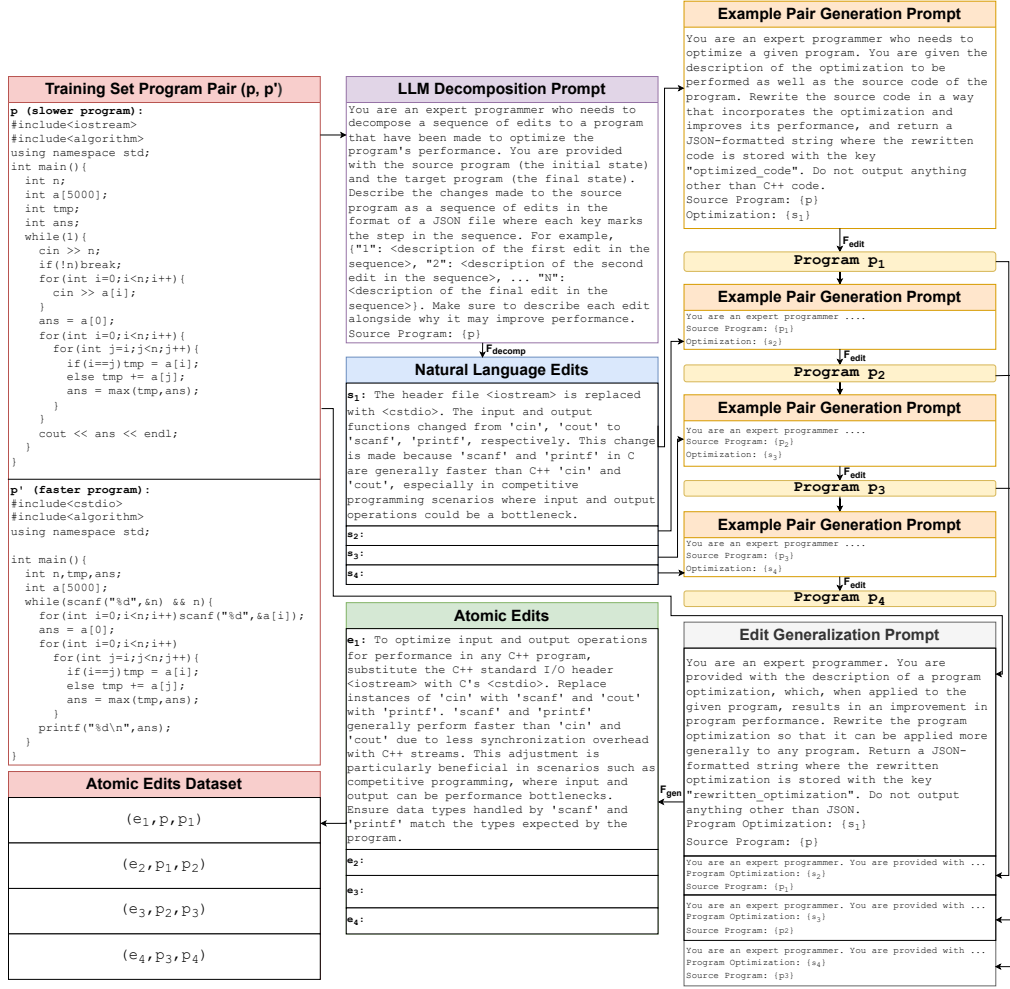 Training Set Program Pair (p, p')
p (slower program):
#include<iostream>
#include<algorithm>
using namespace std;
int main(){
int n;
int a[5000];
int tmp;
int ans;
while(1){
cin >> n;
if(!n)break;
for(int i=0;i<n;i++){
cin >> a[i];
}
ans = a[0];
for(int i=0;i<n;i++){
for(int j=i;j<n;j++){
if(i==j)tmp = a[i];
else tmp += a[j];
ans = max(tmp,ans);
}
}
cout << ans << endl;
}
}
p' (faster program):
#include<cstdio>
#include<algorithm>
using namespace std;
int main(){
int n,tmp,ans;
int a[5000];
while(scanf("%d",&n) && n){
for(int i=0;i<n;i++)scanf("%d",&a[i]);
ans = a[0];
for(int i=0;i<n;i++)
for(int j=i;j<n;j++){
if(i==j)tmp = a[i];
else tmp += a[j];
ans = max(tmp,ans);
}
printf("%d\n",ans);
}
}
Atomic Edits Dataset
(e1,p,p1)
(e2,p1,p2)
(e3,p2,p3)
(e4,p3,p4)
LLM Decomposition Prompt
You are an expert programmer who needs to
decompose a sequence of edits to a program
that have been made to optimize the
program's performance. You are provided
with the source program (the initial state)
and the target program (the final state).
Describe the changes made to the source
program as a sequence of edits in the
format of a JSON file where each key marks
the step in the sequence. For example,
{"1": <description of the first edit in the
sequence>, "2": <description of the second
edit in the sequence>, ... "N":
<description of the final edit in the
sequence>}. Make sure to describe each edit
alongside why it may improve performance.
Source Program: {p}
Fdecomp
Natural Language Edits
s1: The header file <iostream> is replaced
with <cstdio>. The input and output
functions changed from 'cin', 'cout' to
'scanf', 'printf', respectively. This change
is made because 'scanf' and 'printf' in C
are generally faster than C++ 'cin' and
'cout', especially in competitive
programming scenarios where input and output
operations could be a bottleneck.
s2:
s3:
s4:
Atomic Edits
e1: To optimize input and output operations
for performance in any C++ program,
substitute the C++ standard I/O header
<iostream> with C's <cstdio>. Replace
instances of 'cin' with 'scanf' and 'cout'
with 'printf'. 'scanf' and 'printf'
generally perform faster than 'cin' and
'cout' due to less synchronization overhead
with C++ streams. This adjustment is
particularly beneficial in scenarios such as
competitive programming, where input and
output can be performance bottlenecks.
Ensure data types handled by 'scanf' and
'printf' match the types expected by the
program.
e2:
e3:
e4:
Example Pair Generation Prompt
You are an expert programmer who needs to
optimize a given program. You are given the
description of the optimization to be
performed as well as the source code of the
program. Rewrite the source code in a way
that incorporates the optimization and
improves its performance, and return a
JSON-formatted string where the rewritten
code is stored with the key
"optimized_code". Do not output anything
other than C++ code.
Source Program: {p}
Optimization: {s1}
Fedit
Program p1
Example Pair Generation Prompt
You are an expert programmer ....
Source Program: {p1}
Optimization: {s2}
Fedit
Program p2
Example Pair Generation Prompt
You are an expert programmer ....
Source Program: {p2}
Optimization: {s3}
Fedit
Program p3
Example Pair Generation Prompt
You are an expert programmer ....
Source Program: {p3}
Optimization: {s4}
Fedit
Program p4
Edit Generalization Prompt
You are an expert programmer. You are
provided with the description of a program
optimization, which, when applied to the
given program, results in an improvement in
program performance. Rewrite the program
optimization so that it can be applied more
generally to any program. Return a JSON-
formatted string where the rewritten
optimization is stored with the key
"rewritten_optimization". Do not output
anything other than JSON.
Program Optimization: {s1}
Source Program: {p}
Fgen
You are an expert programmer. You are provided with ...
Program Optimization: {s2}
Source Program: {p1}
You are an expert programmer. You are provided with ...
Program Optimization: {s3}
Source Program: {p2}
You are an expert programmer. You are provided with ...
Program Optimization: {s4}
Source Program: {p3}